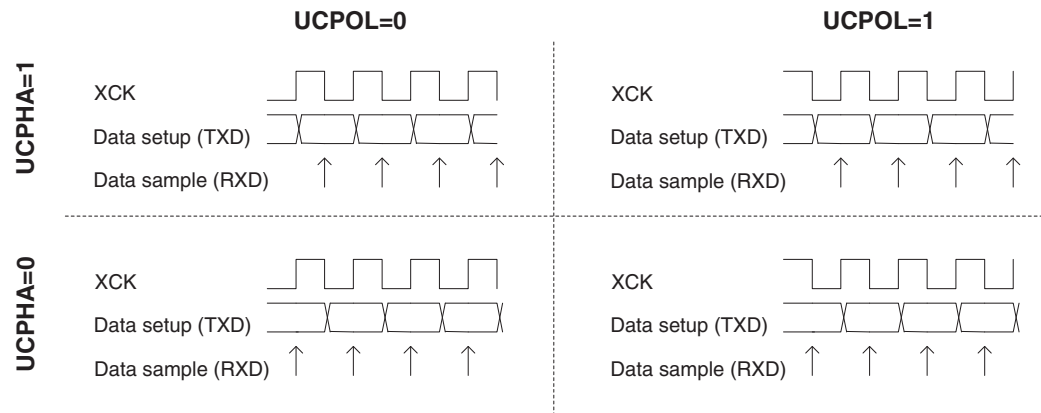 UCPOL=0
UCPOL=1
UCPHA=1
XCK
Data setup (TXD)
Data sample (RXD)
XCK
Data setup (TXD)
Data sample (RXD)
UCPHA=0
XCK
Data setup (TXD)
Data sample (RXD)
XCK
Data setup (TXD)
Data sample (RXD)